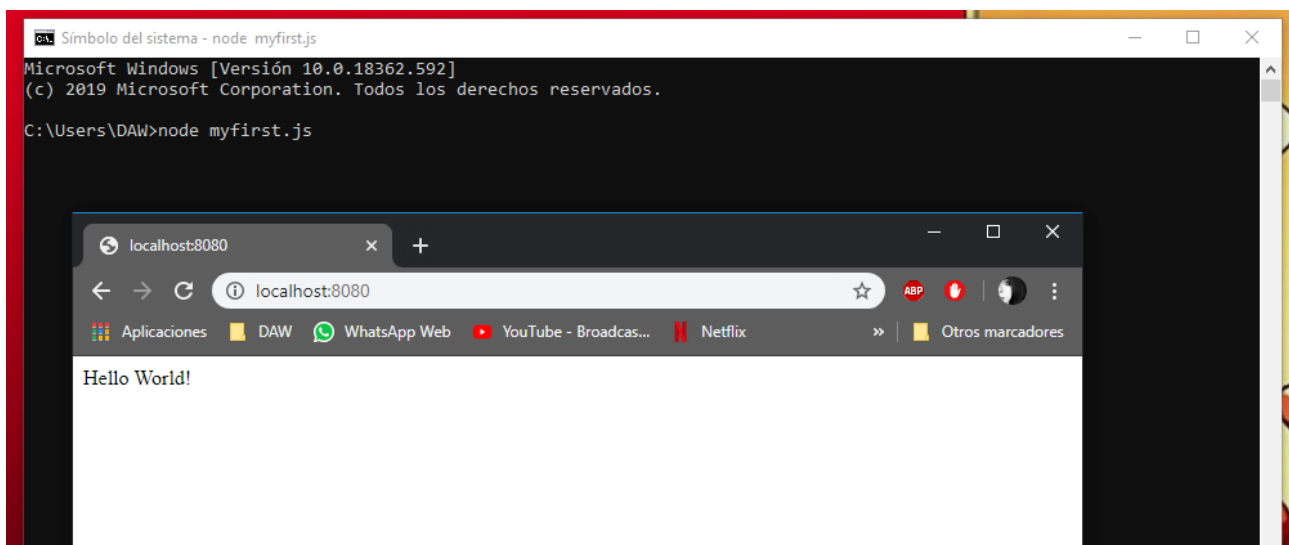 Símbolo del sistema - node myfirst.js
Microsoft Windows [Versión 10.0.18362.592]
(c) 2019 Microsoft Corporation. Todos los derechos reservados.
C:\Users\DAW>node myfirst.js
localhost:8080
localhost:8080
ABP
Aplicaciones DAW WhatsApp Web YouTube - Broadcas... Netflix » Otros marcadores
Hello World!